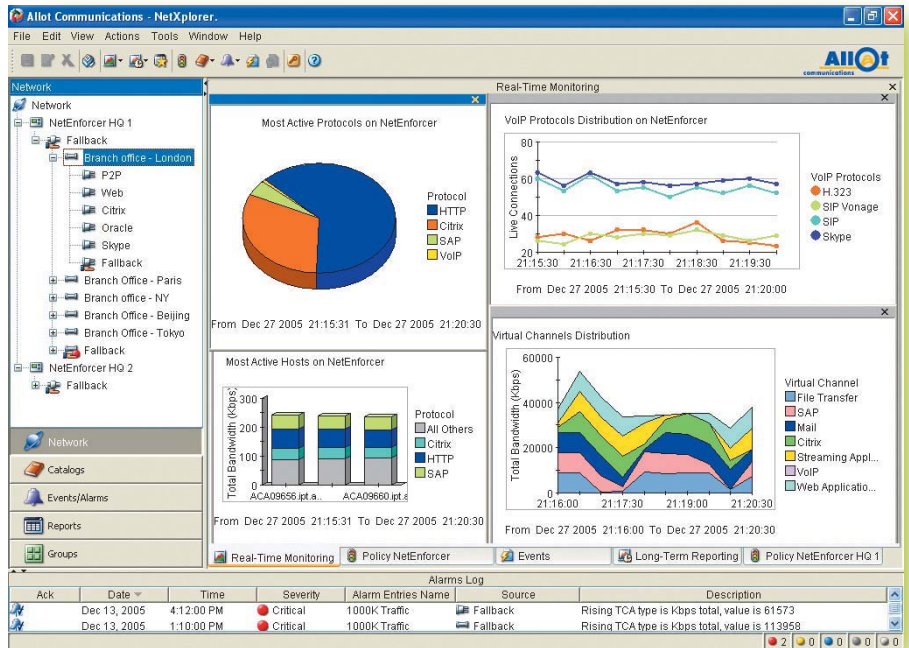 Allot Communications - NetXplorer.
File Edit View Actions Tools Window Help
Allot
communications
Network
Network
NetEnforcer HQ 1
Fallback
Branch office - London
P2P
Web
Citrix
Oracle
Skype
Fallback
Branch Office - Paris
Branch office - NY
Branch Office - Beijing
Branch Office - Tokyo
Fallback
NetEnforcer HQ 2
Fallback
Network
Catalogs
Events/Alarms
Reports
Groups
Real-Time Monitoring
Most Active Protocols on NetEnforcer
Protocol
HTTP
Citrix
SAP
VoIP
From Dec 27 2005 21:15:31 To Dec 27 2005 21:20:30
VoIP Protocols Distribution on NetEnforcer
Live Connections
80
60
40
20
21:15:30 21:16:30 21:17:30 21:18:30 21:19:30
VoIP Protocols
H.323
SIP Vonage
SIP
Skype
From Dec 27 2005 21:15:30 To Dec 27 2005 21:20:00
Most Active Hosts on NetEnforcer
Total Bandwidth (Kbps)
300
200
100
0
ACA09656.ipt.a.. ACA09660.ipt.a
Protocol
All Others
Citrix
HTTP
SAP
From Dec 27 2005 21:15:31 To Dec 27 2005 21:20:30
Virtual Channels Distribution
Total Bandwidth (Kbps)
60000
40000
20000
0
21:16:00 21:17:30 21:19:00 21:20:30
Virtual Channel
File Transfer
SAP
Mail
Citrix
Streaming Appl...
VoIP
Web Applicatio...
From Dec 27 2005 21:16:00 To Dec 27 2005 21:20:30
Real-Time Monitoring Policy NetEnforcer Events Long-Term Reporting Policy NetEnforcer HQ 1
Alarms Log
Ack Date Time Severity Alarm Entries Name Source Description
Dec 13, 2005 4:12:00 PM Critical 1000K Traffic Fallback Rising TCA type is Kbps total, value is 61573
Dec 13, 2005 1:10:00 PM Critical 1000K Traffic Fallback Rising TCA type is Kbps total, value is 113958
2 0 0 0 0